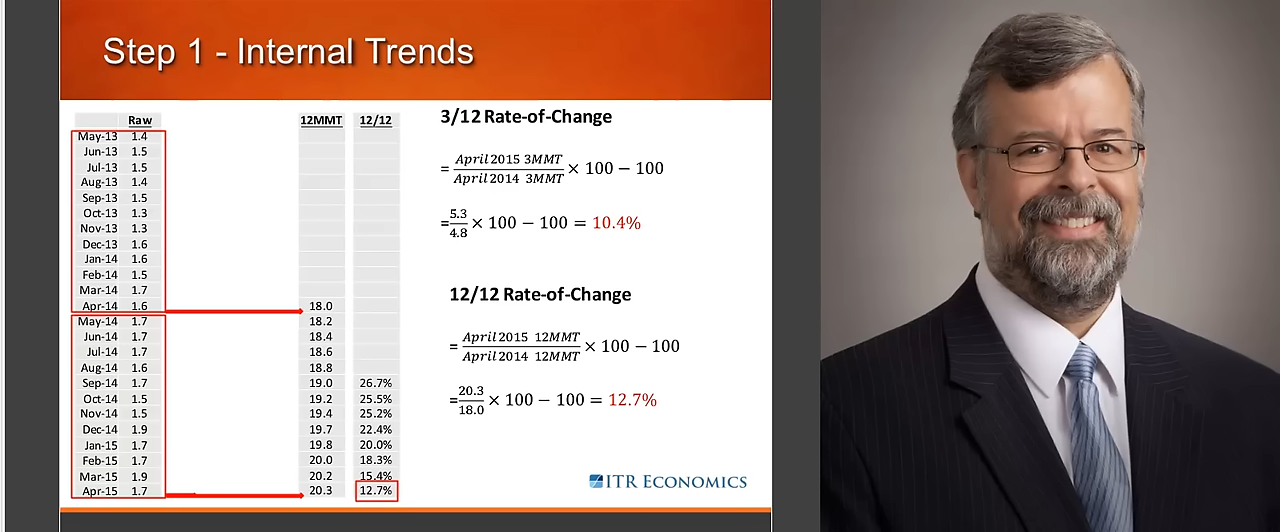 Step 1 - Internal Trends
Raw 12MMT 12/12
May-13 1.4
Jun-13 1.5
Jul-13 1.5
Aug-13 1.4
Sep-13 1.5
Oct-13 1.3
Nov-13 1.3
Dec-13 1.6
Jan-14 1.6
Feb-14 1.5
Mar-14 1.7
Apr-14 1.6 18.0
May-14 1.7 18.2
Jun-14 1.7 18.4
Jul-14 1.7 18.6
Aug-14 1.6 18.8
Sep-14 1.7 19.0 26.7%
Oct-14 1.5 19.2 25.5%
Nov-14 1.5 19.4 25.2%
Dec-14 1.9 19.7 22.4%
Jan-15 1.7 19.8 20.0%
Feb-15 1.7 20.0 18.3%
Mar-15 1.9 20.2 15.4%
Apr-15 1.7 20.3 12.7%
3/12 Rate-of-Change
= April 2015 3MMT / April 2014 3MMT × 100 − 100
= 5.3 / 4.8 × 100 − 100 = 10.4%
12/12 Rate-of-Change
= April 2015 12MMT / April 2014 12MMT × 100 − 100
= 20.3 / 18.0 × 100 − 100 = 12.7%
ITR ECONOMICS